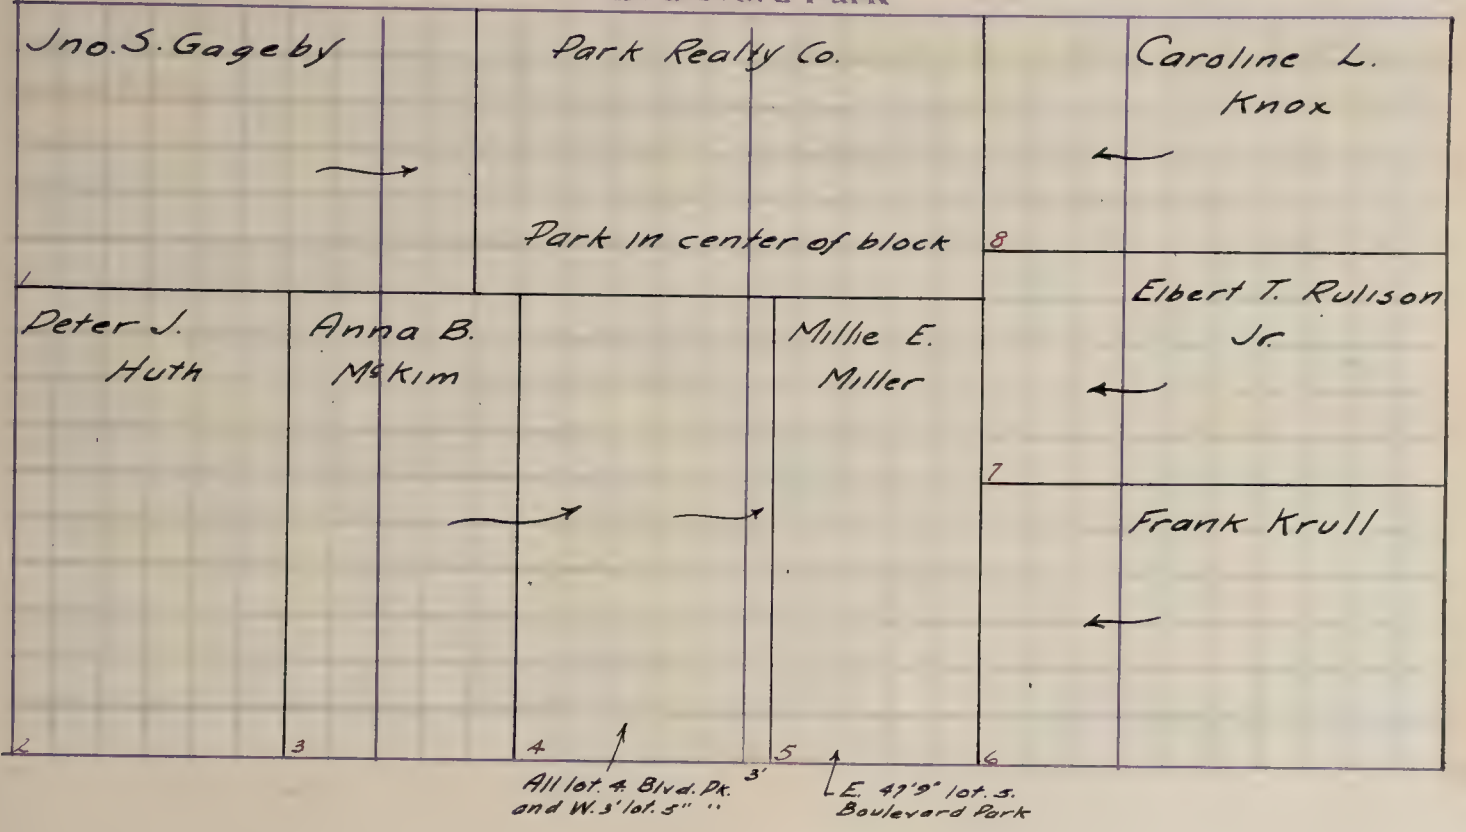 Park
Jno. S. Gageby
Park Realty Co.
Caroline L.
Knox
Park in center of block
8
1
Peter J.
Huth
Anna B.
McKim
Millie E.
Miller
Elbert T. Rulison
Jr.
7
Frank Krull
2
3
4
5
6
3'
All lot. 4. Blvd. Pk.
and W. 3' lot. 5 " "
E. 47'9" lot. 5.
Boulevard Park